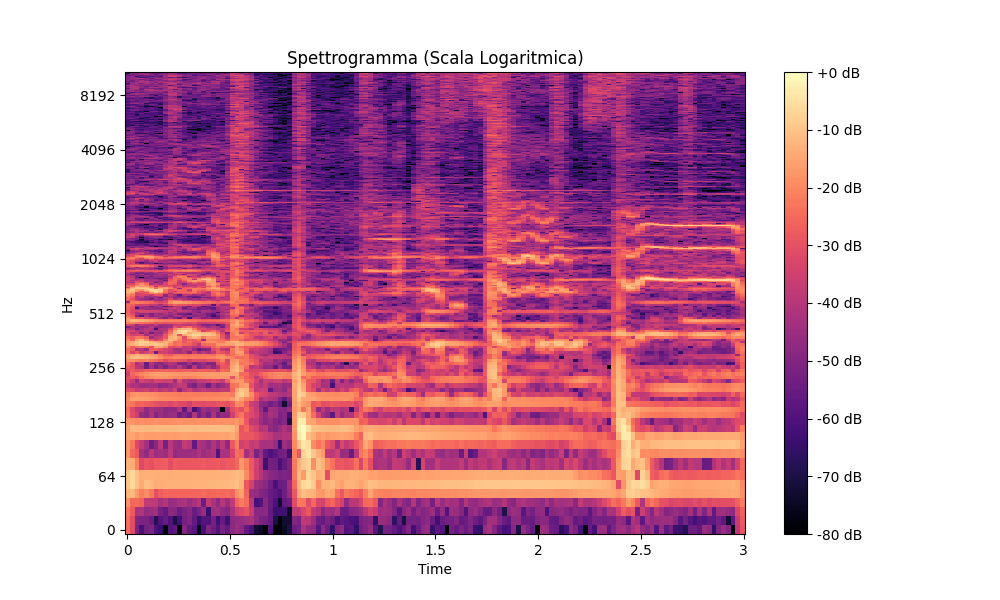 Spettrogramma (Scala Logaritmica)
Hz
8192
4096
2048
1024
512
256
128
64
0
0 0.5 1 1.5 2 2.5 3
Time
+0 dB
-10 dB
-20 dB
-30 dB
-40 dB
-50 dB
-60 dB
-70 dB
-80 dB